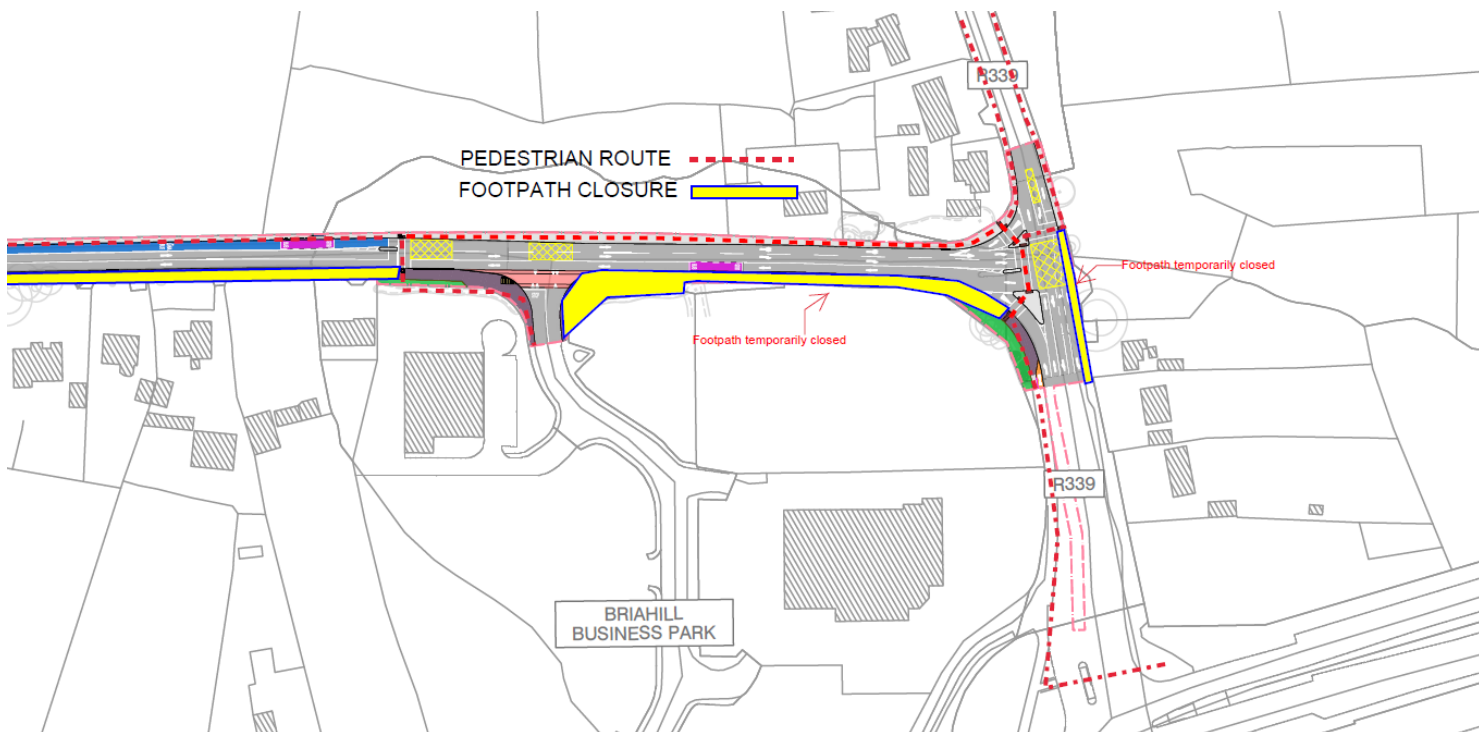 R339
PEDESTRIAN ROUTE
FOOTPATH CLOSURE
Footpath temporarily closed
Footpath temporarily closed
R339
BRIAHILL
BUSINESS PARK